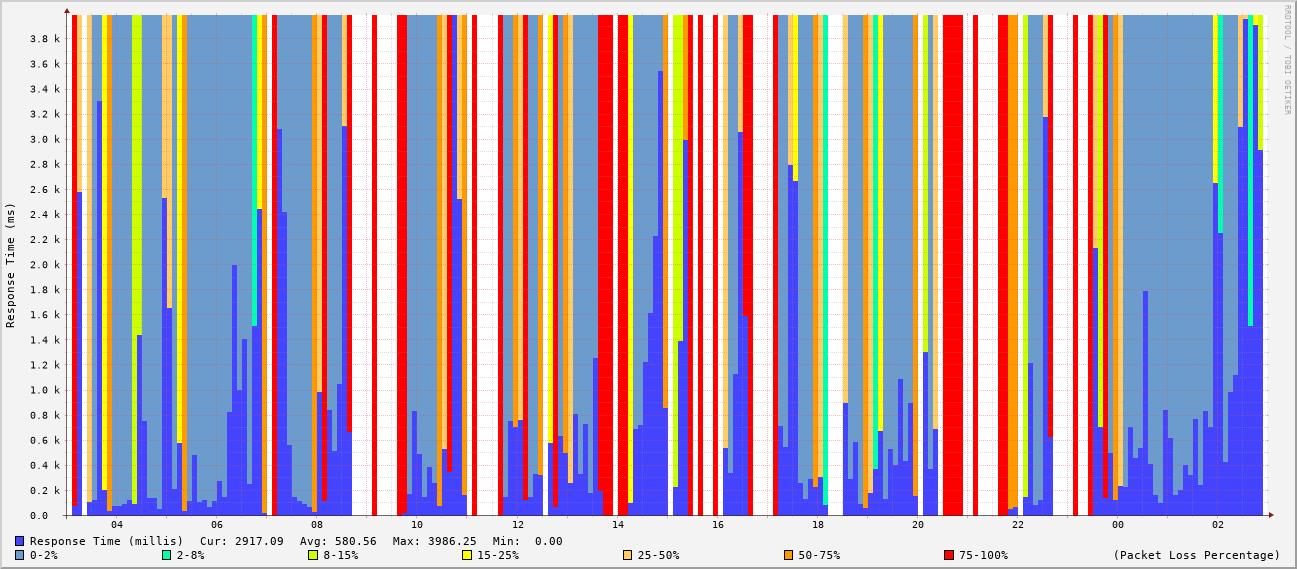 RRDTOOL / TOBI OETIKER
Response Time (ms)
3.8 k
3.6 k
3.4 k
3.2 k
3.0 k
2.8 k
2.6 k
2.4 k
2.2 k
2.0 k
1.8 k
1.6 k
1.4 k
1.2 k
1.0 k
0.8 k
0.6 k
0.4 k
0.2 k
0.0
04 06 08 10 12 14 16 18 20 22 00 02
Response Time (millis) Cur: 2917.09 Avg: 580.56 Max: 3986.25 Min: 0.00
0-2% 2-8% 8-15% 15-25% 25-50% 50-75% 75-100% (Packet Loss Percentage)